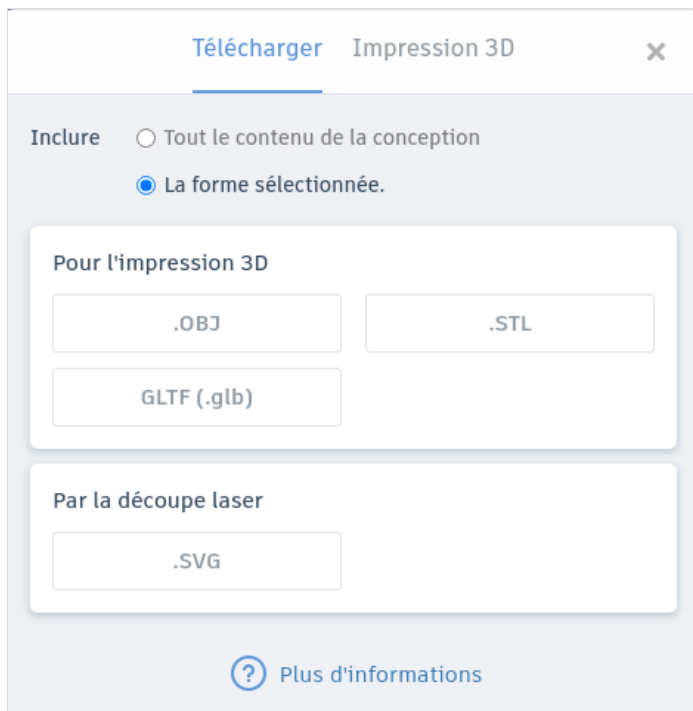 Télécharger Impression 3D
Inclure Tout le contenu de la conception
La forme sélectionnée.
Pour l'impression 3D
.OBJ .STL
GLTF (.glb)
Par la découpe laser
.SVG
? Plus d'informations